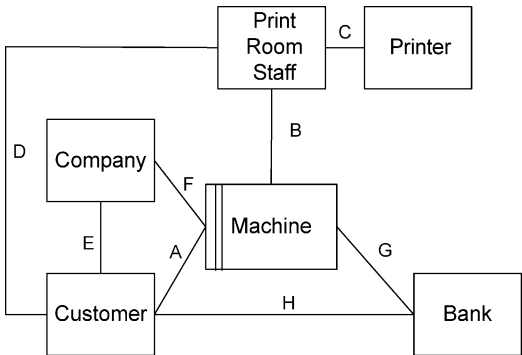 Print
Room
Staff
C
Printer
D
B
Company
F
Machine
E
A
G
Customer
H
Bank